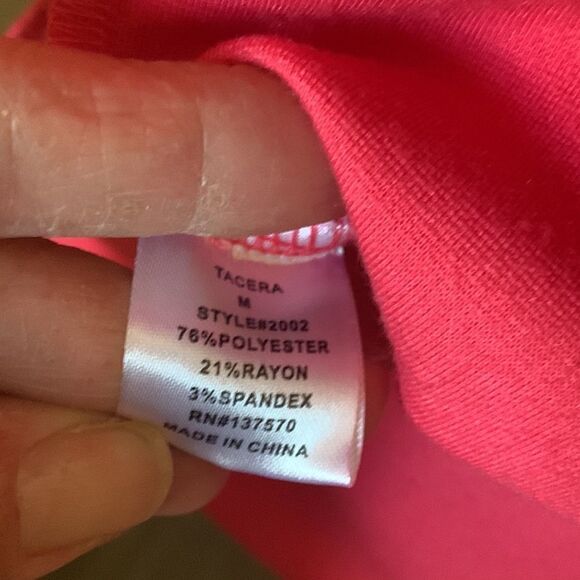 TACERA
M
STYLE#2002
76%POLYESTER
21%RAYON
3%SPANDEX
RN#137570
MADE IN CHINA